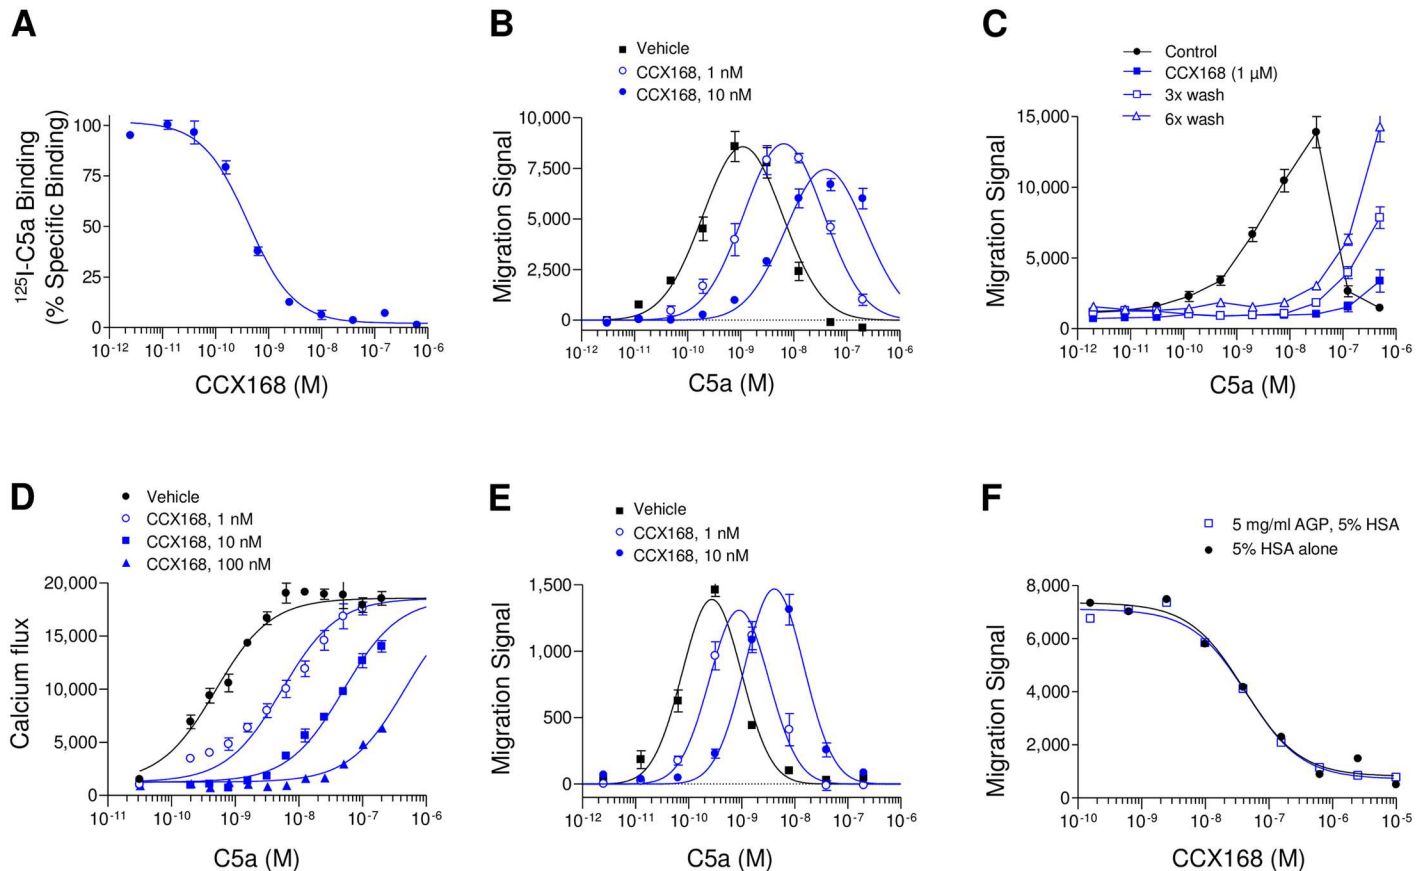 A
¹²⁵I-C5a Binding
(% Specific Binding)
100
75
50
25
0
10⁻¹² 10⁻¹¹ 10⁻¹⁰ 10⁻⁹ 10⁻⁸ 10⁻⁷ 10⁻⁶
CCX168 (M)
B
Vehicle
CCX168, 1 nM
CCX168, 10 nM
Migration Signal
10,000
7,500
5,000
2,500
0
10⁻¹² 10⁻¹¹ 10⁻¹⁰ 10⁻⁹ 10⁻⁸ 10⁻⁷ 10⁻⁶
C5a (M)
C
Control
CCX168 (1 µM)
3x wash
6x wash
Migration Signal
15,000
10,000
5,000
0
10⁻¹² 10⁻¹¹ 10⁻¹⁰ 10⁻⁹ 10⁻⁸ 10⁻⁷ 10⁻⁶
C5a (M)
D
Vehicle
CCX168, 1 nM
CCX168, 10 nM
CCX168, 100 nM
Calcium flux
20,000
15,000
10,000
5,000
0
10⁻¹¹ 10⁻¹⁰ 10⁻⁹ 10⁻⁸ 10⁻⁷ 10⁻⁶
C5a (M)
E
Vehicle
CCX168, 1 nM
CCX168, 10 nM
Migration Signal
1,500
1,000
500
0
10⁻¹² 10⁻¹¹ 10⁻¹⁰ 10⁻⁹ 10⁻⁸ 10⁻⁷ 10⁻⁶
C5a (M)
F
5 mg/ml AGP, 5% HSA
5% HSA alone
Migration Signal
8,000
6,000
4,000
2,000
0
10⁻¹⁰ 10⁻⁹ 10⁻⁸ 10⁻⁷ 10⁻⁶ 10⁻⁵
CCX168 (M)